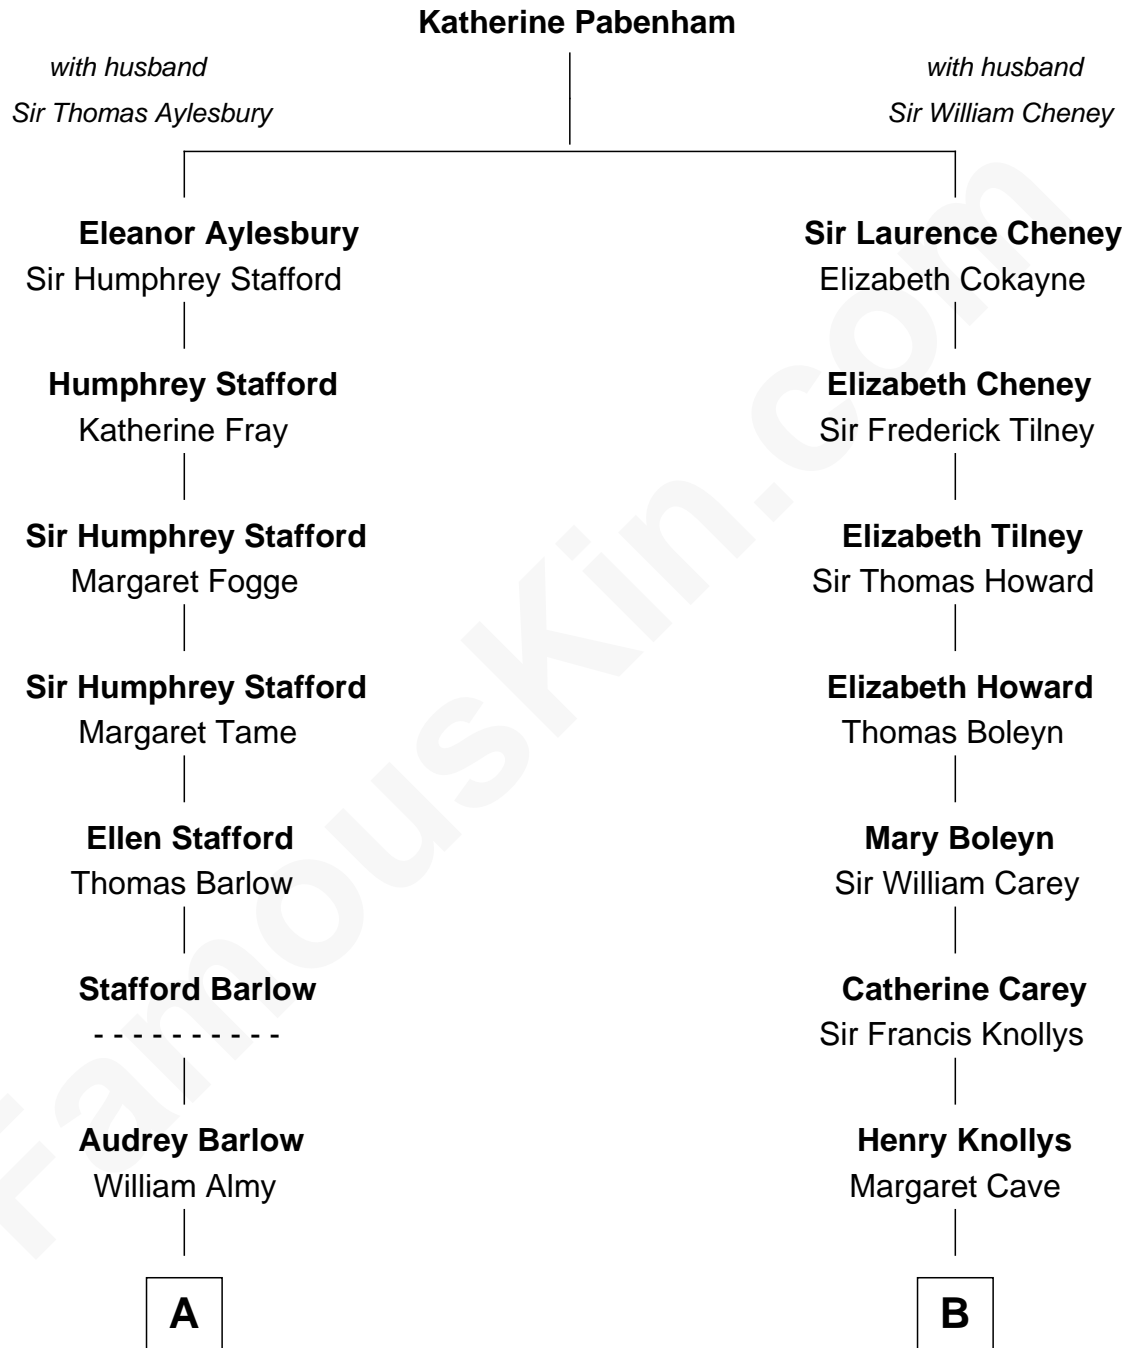 Katherine Pabenham
with husband
Sir Thomas Aylesbury
with husband
Sir William Cheney
Eleanor Aylesbury
Sir Humphrey Stafford
Sir Laurence Cheney
Elizabeth Cokayne
Humphrey Stafford
Katherine Fray
Elizabeth Cheney
Sir Frederick Tilney
Sir Humphrey Stafford
Margaret Fogge
Elizabeth Tilney
Sir Thomas Howard
Sir Humphrey Stafford
Margaret Tame
Elizabeth Howard
Thomas Boleyn
Ellen Stafford
Thomas Barlow
Mary Boleyn
Sir William Carey
Stafford Barlow
- - - - - - - - - -
Catherine Carey
Sir Francis Knollys
Audrey Barlow
William Almy
Henry Knollys
Margaret Cave
A
B
FamousKin.com